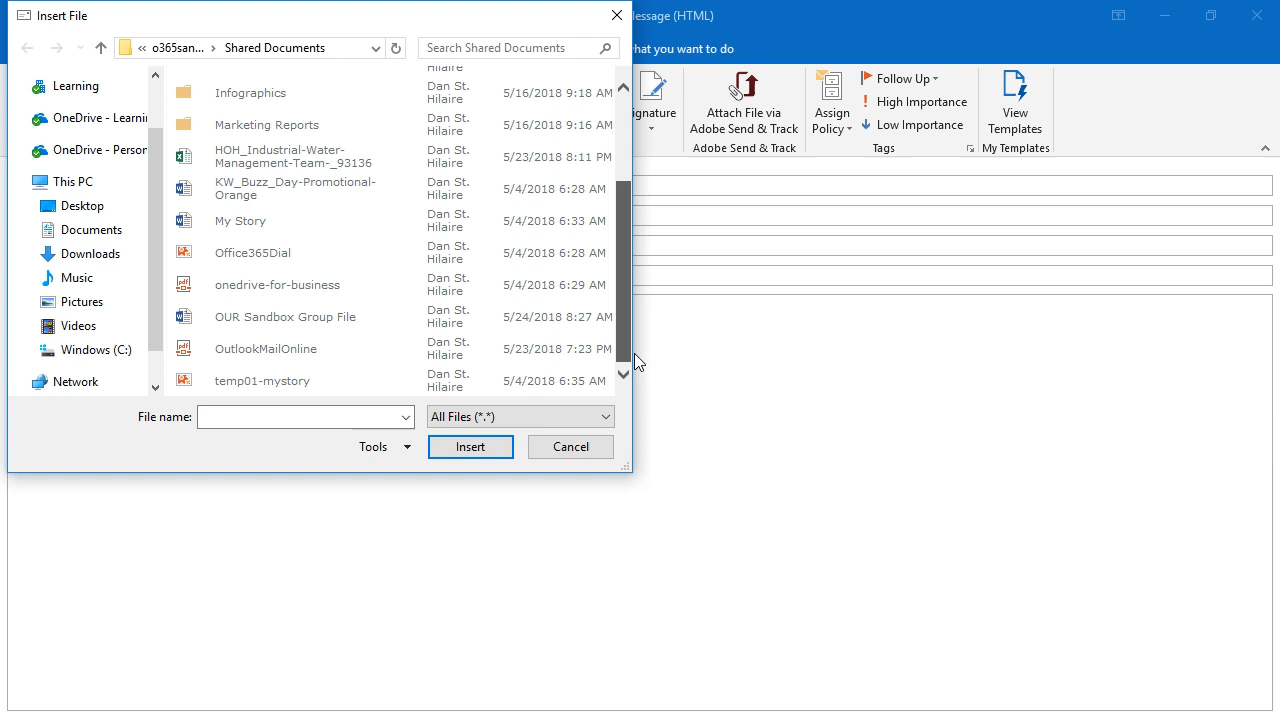 Insert File
essage (HTML)
hat you want to do
« o365san... › Shared Documents
Search Shared Documents
Learning
OneDrive - Learni
OneDrive - Person
This PC
Desktop
Documents
Downloads
Music
Pictures
Videos
Windows (C:)
Network
Hilaire
Infographics
Dan St.
Hilaire
5/16/2018 9:18 AM
Marketing Reports
Dan St.
Hilaire
5/16/2018 9:16 AM
HOH_Industrial-Water-
Management-Team-_93136
Dan St.
Hilaire
5/23/2018 8:11 PM
KW_Buzz_Day-Promotional-
Orange
Dan St.
Hilaire
5/4/2018 6:28 AM
My Story
Dan St.
Hilaire
5/4/2018 6:33 AM
Office365Dial
Dan St.
Hilaire
5/4/2018 6:28 AM
onedrive-for-business
Dan St.
Hilaire
5/4/2018 6:29 AM
OUR Sandbox Group File
Dan St.
Hilaire
5/24/2018 8:27 AM
OutlookMailOnline
Dan St.
Hilaire
5/23/2018 7:23 PM
temp01-mystory
Dan St.
Hilaire
5/4/2018 6:35 AM
File name:
All Files (*.*)
Tools
Insert
Cancel
ignature
Attach File via
Adobe Send & Track
Adobe Send & Track
Assign
Policy
Follow Up
High Importance
Low Importance
Tags
View
Templates
My Templates